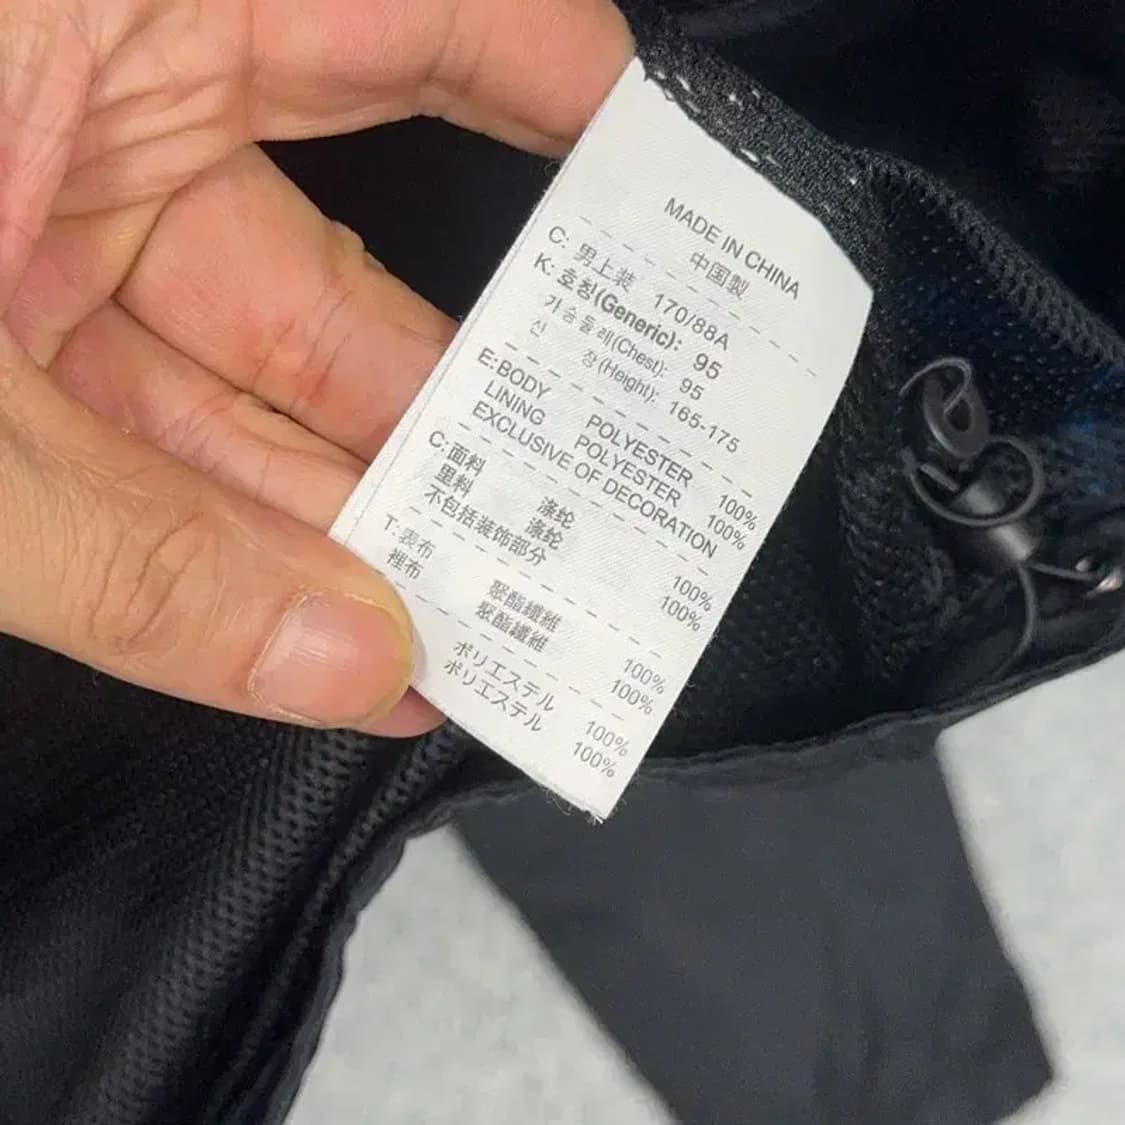 MADE IN CHINA
中国製
C: 男上装 170/88A
K: 호칭(Generic): 95
가슴둘레(Chest): 95
신 장(Height): 165-175
E: BODY POLYESTER 100%
LINING POLYESTER 100%
EXCLUSIVE OF DECORATION
C: 面料 涤纶 100%
里料 涤纶 100%
不包括装饰部分
T: 表布 聚酯纖維 100%
裡布 聚酯纖維 100%
ポリエステル 100%
ポリエステル 100%